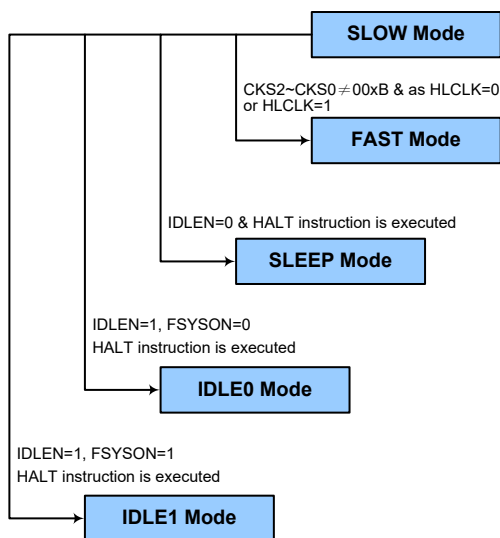 SLOW Mode
CKS2~CKS0≠00xB & as HLCLK=0
or HLCLK=1
FAST Mode
IDLEN=0 & HALT instruction is executed
SLEEP Mode
IDLEN=1, FSYSON=0
HALT instruction is executed
IDLE0 Mode
IDLEN=1, FSYSON=1
HALT instruction is executed
IDLE1 Mode